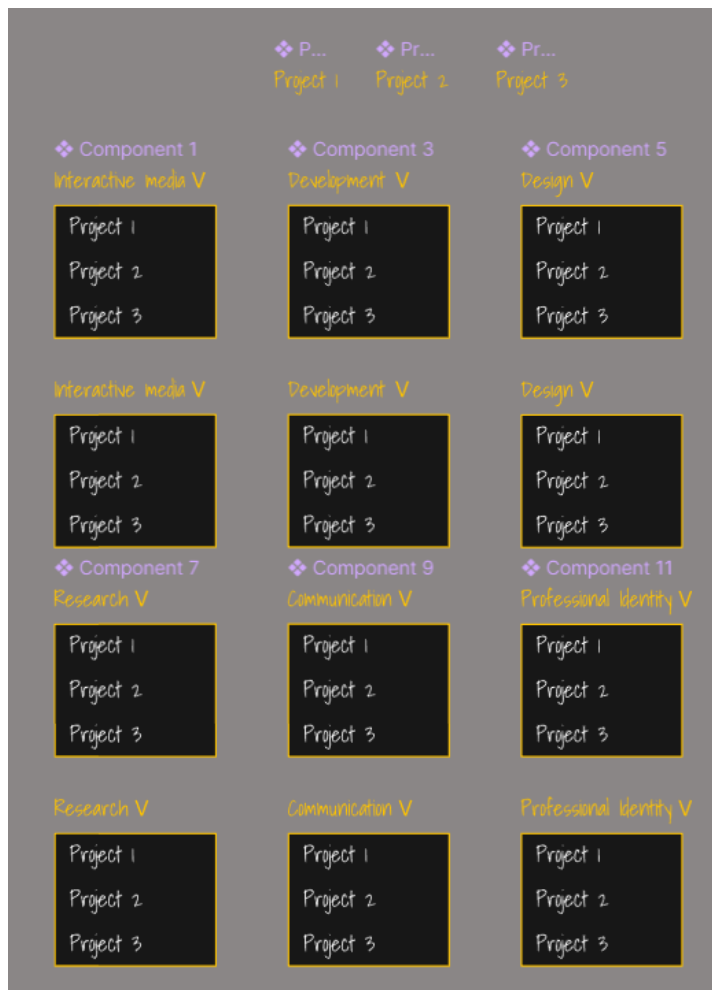 P... Pr... Pr...
Project 1 Project 2 Project 3
Component 1 Component 3 Component 5
Interactive media V Development V Design V
Project 1 Project 1 Project 1
Project 2 Project 2 Project 2
Project 3 Project 3 Project 3
Interactive media V Development V Design V
Project 1 Project 1 Project 1
Project 2 Project 2 Project 2
Project 3 Project 3 Project 3
Component 7 Component 9 Component 11
Research V Communication V Professional Identity V
Project 1 Project 1 Project 1
Project 2 Project 2 Project 2
Project 3 Project 3 Project 3
Research V Communication V Professional Identity V
Project 1 Project 1 Project 1
Project 2 Project 2 Project 2
Project 3 Project 3 Project 3